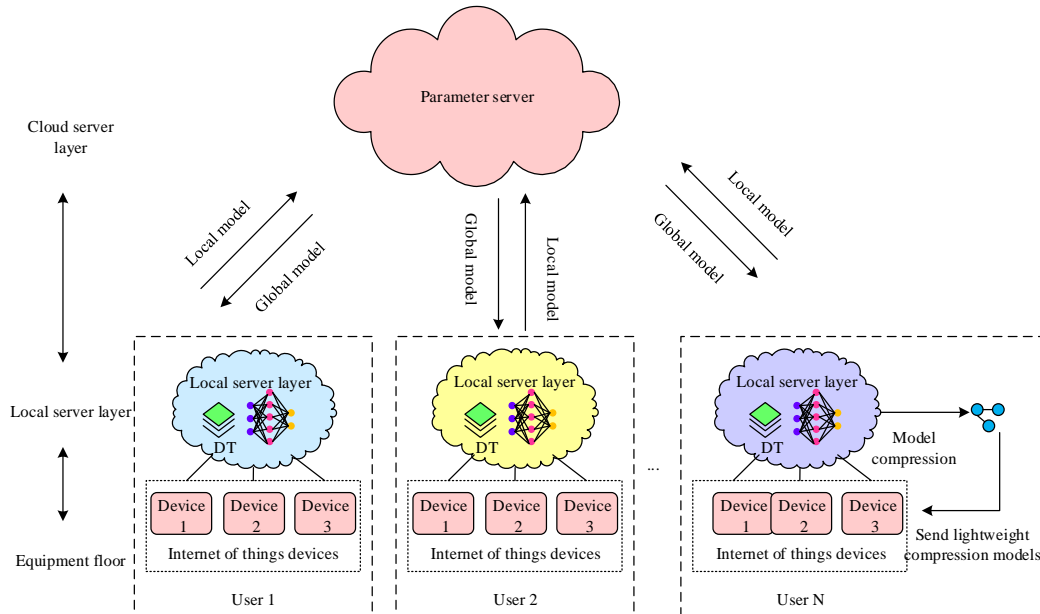 Parameter server
Cloud server
layer
Local model
Global model
Global model
Local model
Local model
Global model
Local server layer
Local server layer
DT
Local server layer
DT
Local server layer
DT
Model
compression
...
Device
1
Device
2
Device
3
Internet of things devices
Device
1
Device
2
Device
3
Internet of things devices
Device
1
Device
2
Device
3
Internet of things devices
Send lightweight
compression models
Equipment floor
User 1
User 2
User N